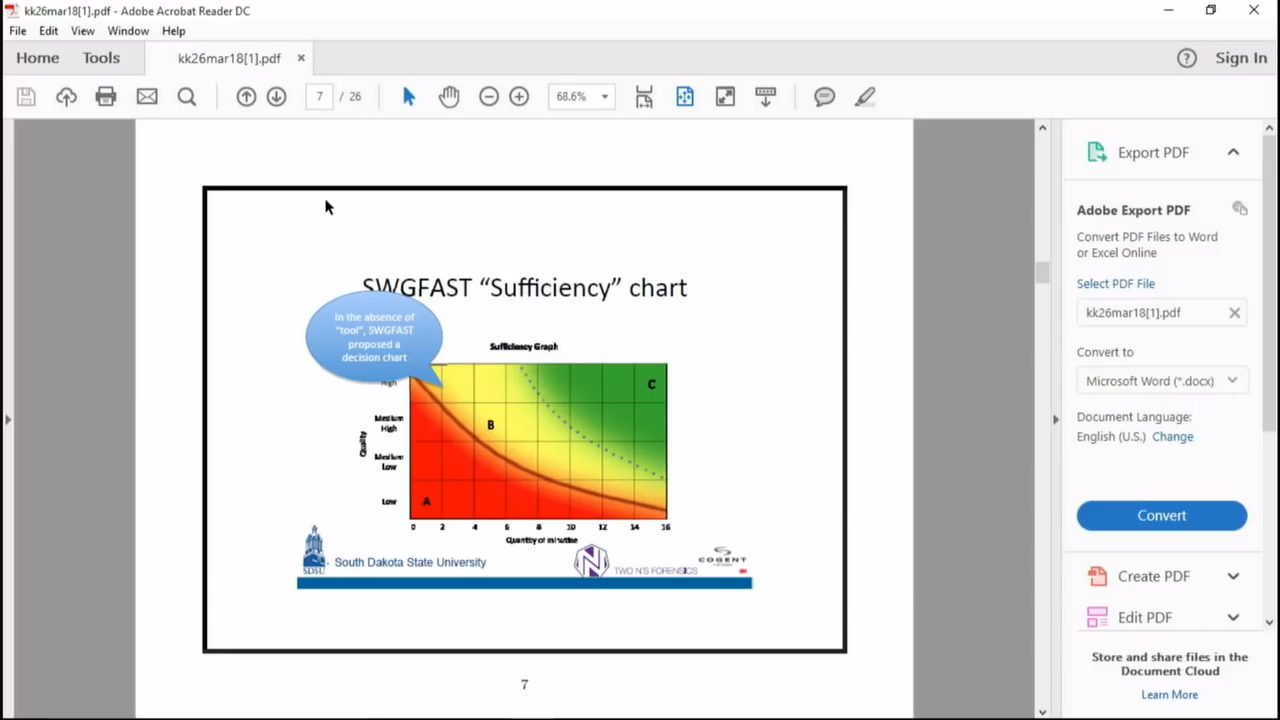 kk26mar18[1].pdf - Adobe Acrobat Reader DC
File Edit View Window Help
Home Tools kk26mar18[1].pdf × Sign In
7 / 26 68.6%
Export PDF
Adobe Export PDF
Convert PDF Files to Word
or Excel Online
Select PDF File
kk26mar18[1].pdf
Convert to
Microsoft Word (*.docx)
Document Language:
English (U.S.) Change
Convert
Create PDF
Edit PDF
Store and share files in the
Document Cloud
Learn More
SWGFAST “Sufficiency” chart
In the absence of
“tool”, SWGFAST
proposed a
decision chart
Sufficiency Graph
High
Medium
High
Medium
Low
Low
Quality
A
B
C
0 2 4 6 8 10 12 14 16
Quantity of minutiae
SDSU
South Dakota State University
N
TWO N'S FORENSICS
COGENT
7